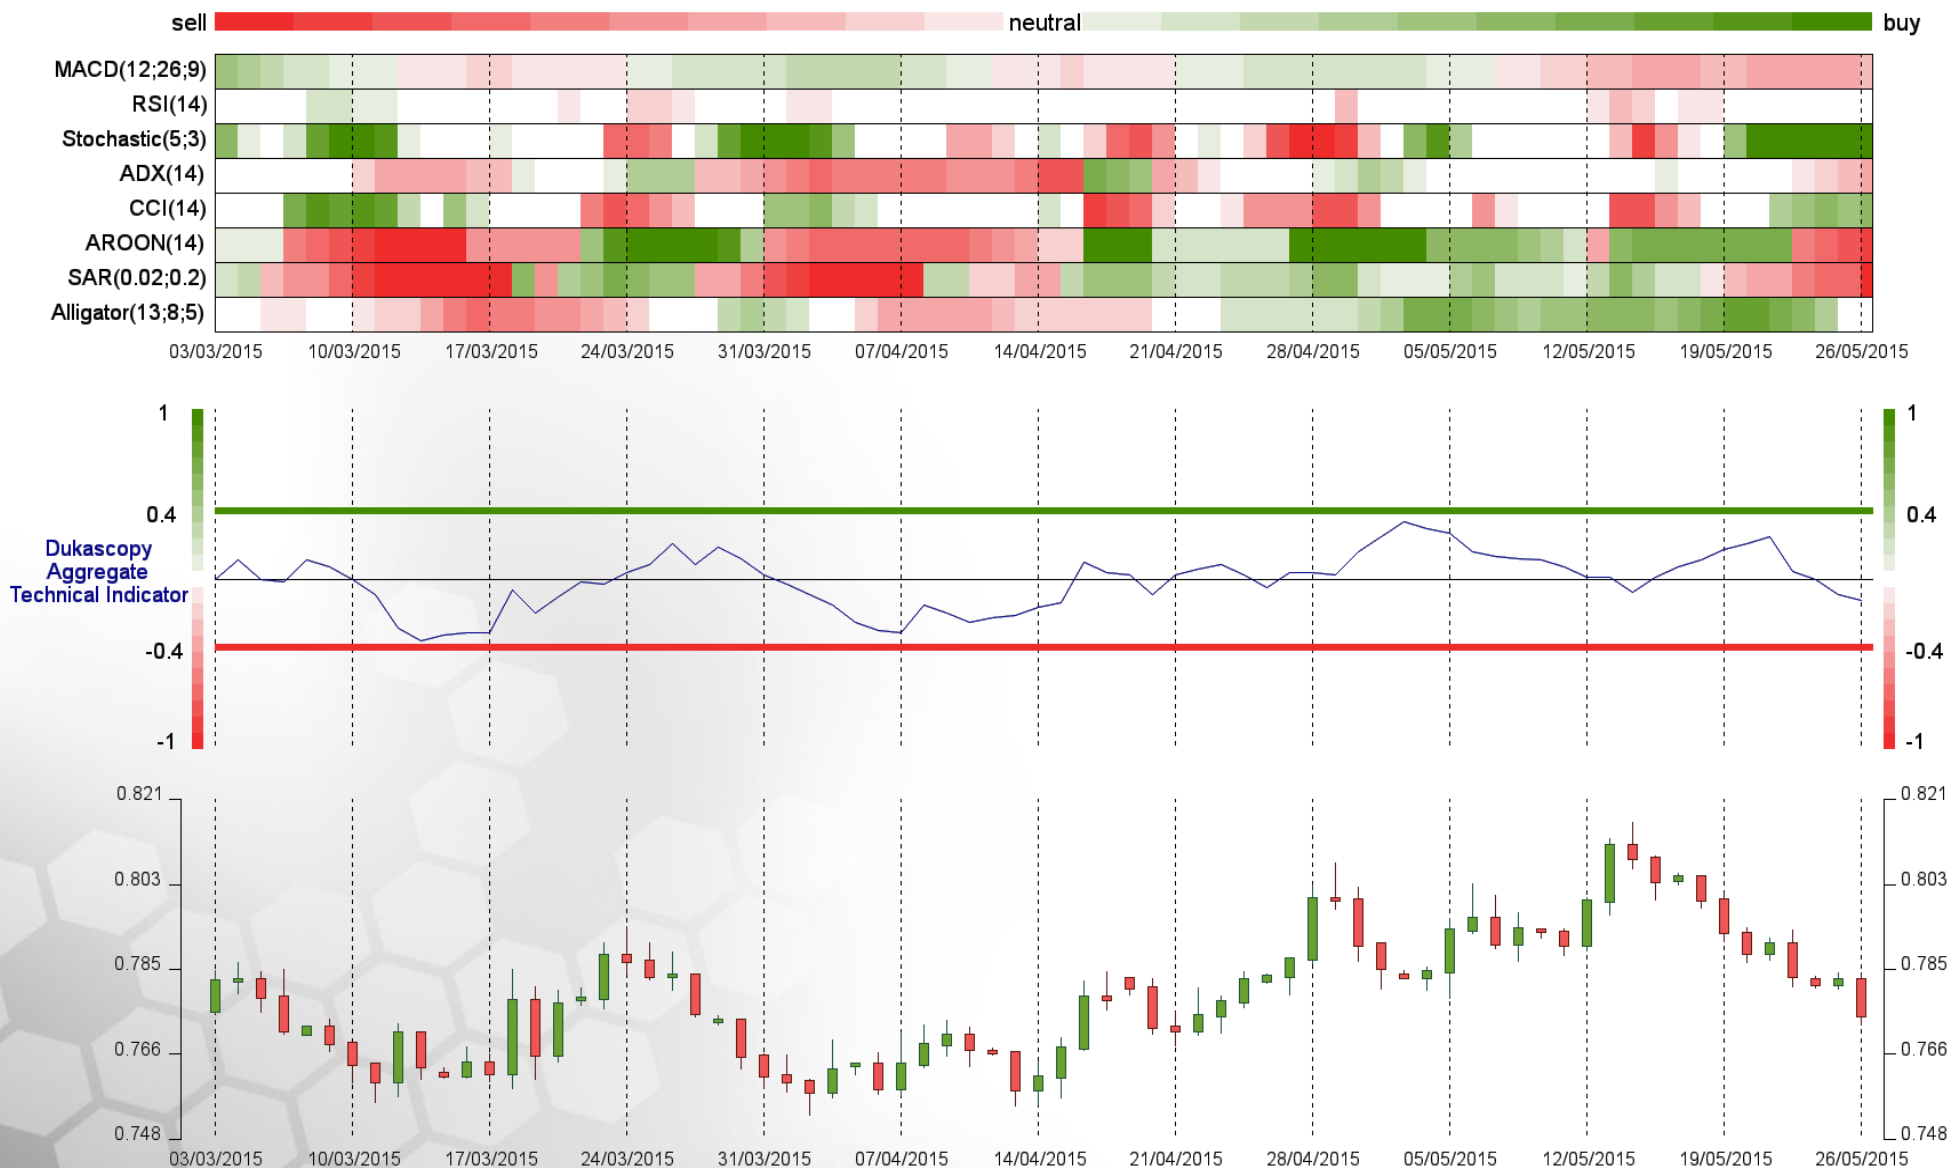 sell neutral buy
MACD(12;26;9)
RSI(14)
Stochastic(5;3)
ADX(14)
CCI(14)
AROON(14)
SAR(0.02;0.2)
Alligator(13;8;5)
03/03/2015 10/03/2015 17/03/2015 24/03/2015 31/03/2015 07/04/2015 14/04/2015 21/04/2015 28/04/2015 05/05/2015 12/05/2015 19/05/2015 26/05/2015
1 1
0.4 0.4
Dukascopy
Aggregate
Technical Indicator
-0.4 -0.4
-1 -1
0.821 0.821
0.803 0.803
0.785 0.785
0.766 0.766
0.748 0.748
03/03/2015 10/03/2015 17/03/2015 24/03/2015 31/03/2015 07/04/2015 14/04/2015 21/04/2015 28/04/2015 05/05/2015 12/05/2015 19/05/2015 26/05/2015